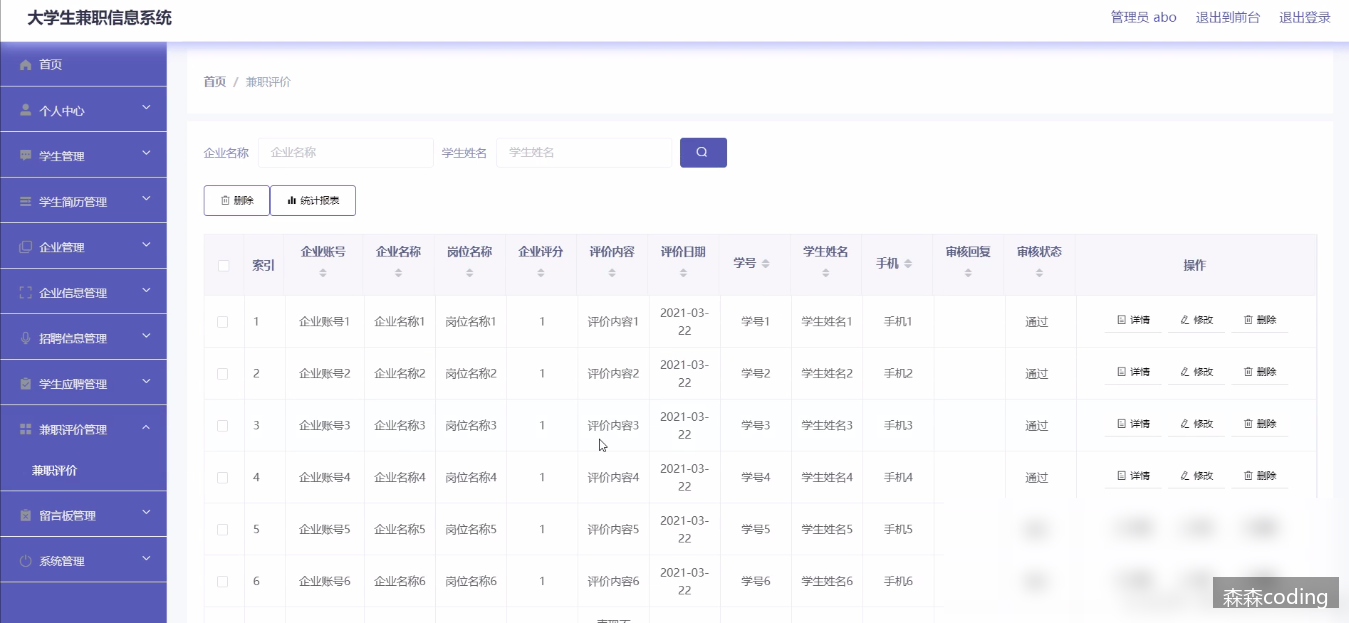 大学生兼职信息系统
管理员 abo 退出到前台 退出登录
首页
个人中心
学生管理
学生简历管理
企业管理
企业信息管理
招聘信息管理
学生应聘管理
兼职评价管理
兼职评价
留言板管理
系统管理
首页 / 兼职评价
企业名称 企业名称 学生姓名 学生姓名
删除 统计报表
索引 企业账号 企业名称 岗位名称 企业评分 评价内容 评价日期 学号 学生姓名 手机 审核回复 审核状态 操作
1 企业账号1 企业名称1 岗位名称1 1 评价内容1 2021-03-22 学号1 学生姓名1 手机1 通过 详情 修改 删除
2 企业账号2 企业名称2 岗位名称2 1 评价内容2 2021-03-22 学号2 学生姓名2 手机2 通过 详情 修改 删除
3 企业账号3 企业名称3 岗位名称3 1 评价内容3 2021-03-22 学号3 学生姓名3 手机3 通过 详情 修改 删除
4 企业账号4 企业名称4 岗位名称4 1 评价内容4 2021-03-22 学号4 学生姓名4 手机4 通过 详情 修改 删除
5 企业账号5 企业名称5 岗位名称5 1 评价内容5 2021-03-22 学号5 学生姓名5 手机5
6 企业账号6 企业名称6 岗位名称6 1 评价内容6 2021-03-22 学号6 学生姓名6 手机6
森森coding